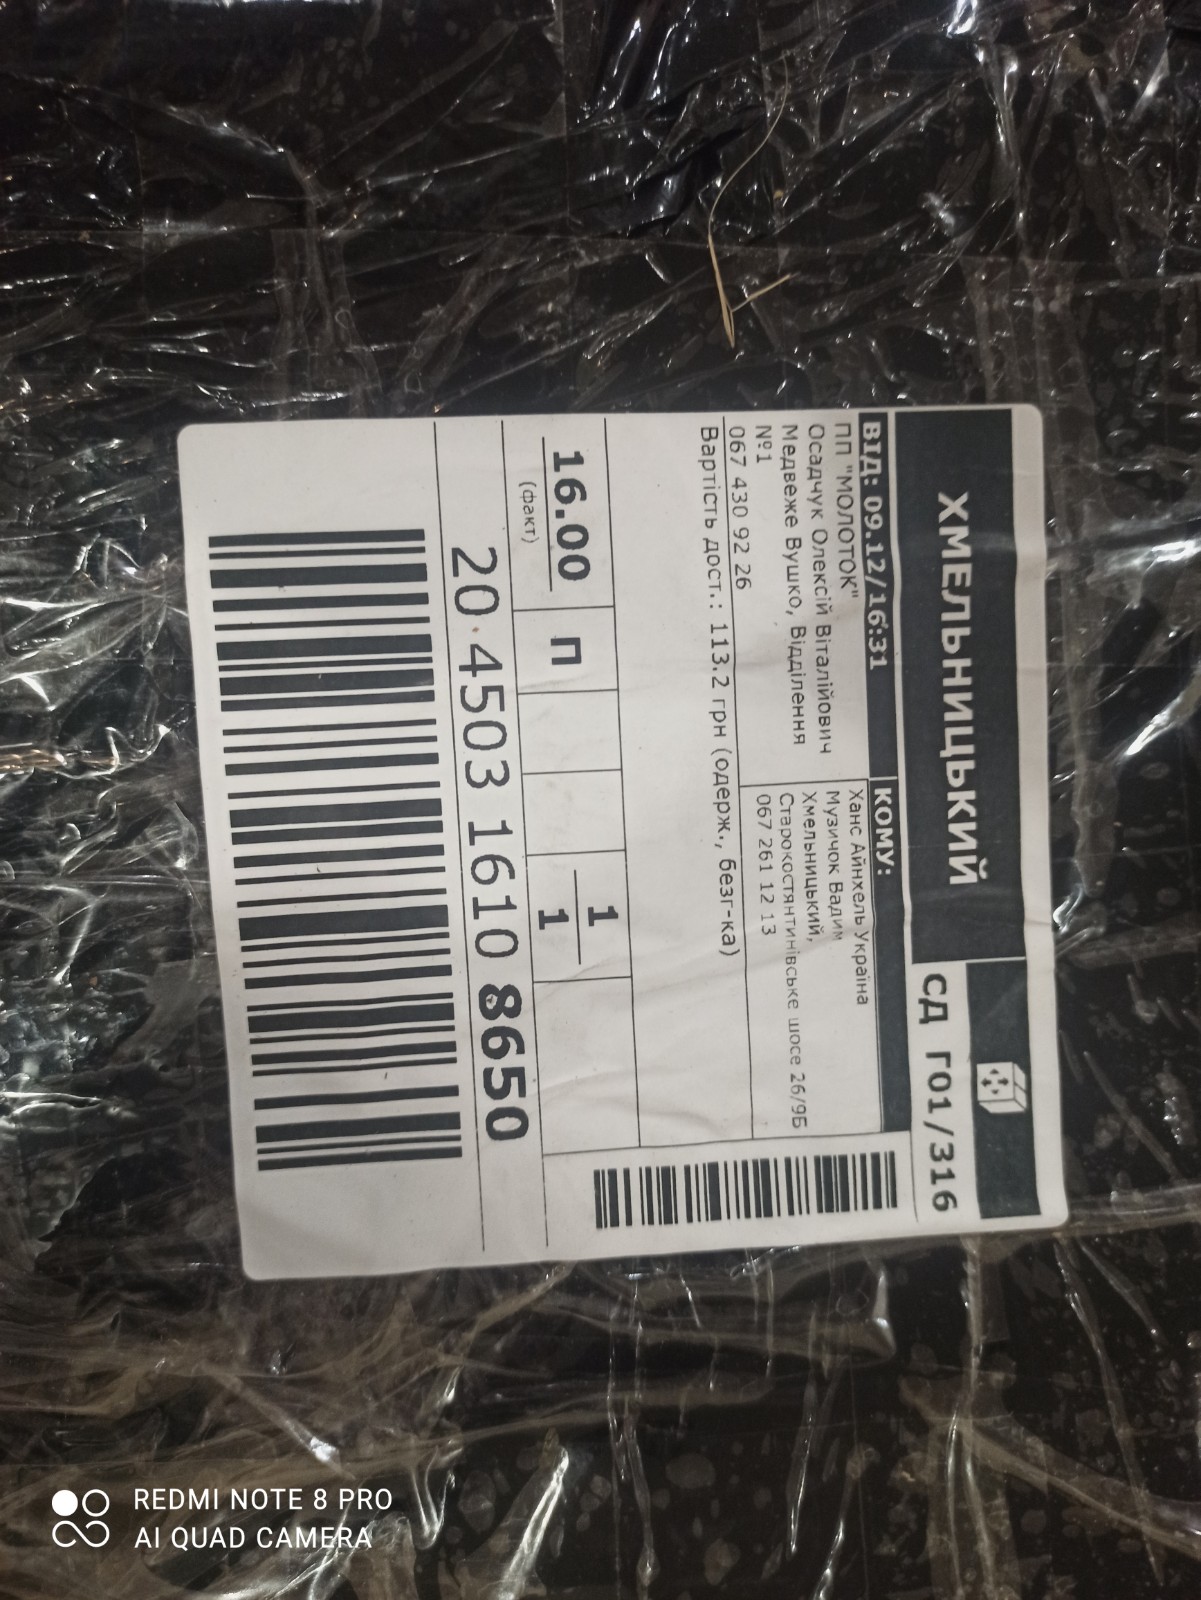 ХМЕЛЬНИЦЬКИЙ
СД Г01/316
ВІД: 09.12/16:31
ПП "МОЛОТОК"
Осадчук Олексій Віталійович
Медвеже Вушко, Відділення
№1
067 430 92 26
КОМУ:
Ханс Айнхель Україна
Музичок Вадим
Хмельницький,
Старокостянтинівське шосе 26/9Б
067 261 12 13
Вартість дост.: 113.2 грн (одерж., безг-ка)
16.00
(факт)
П
1
1
20 4503 1610 8650
REDMI NOTE 8 PRO
AI QUAD CAMERA